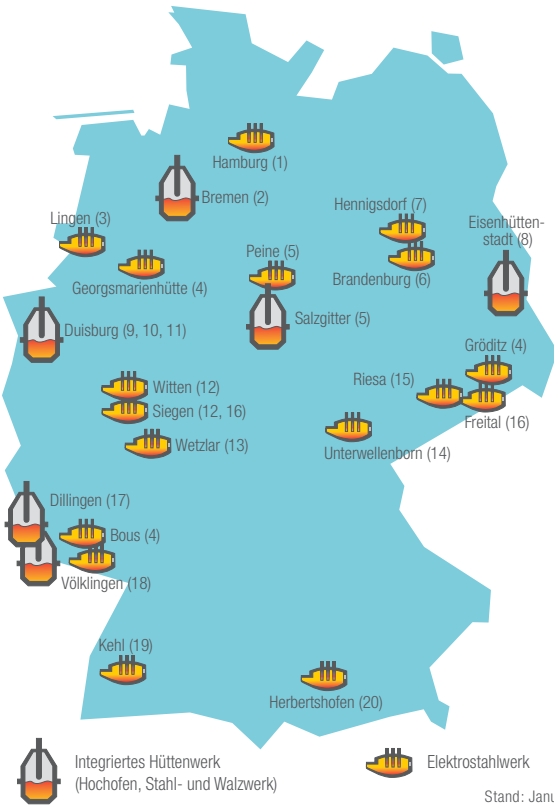 Hamburg (1)
Bremen (2)
Lingen (3)
Hennigsdorf (7)
Eisenhütten-
stadt (8)
Peine (5)
Georgsmarienhütte (4)
Brandenburg (6)
Salzgitter (5)
Duisburg (9, 10, 11)
Gröditz (4)
Riesa (15)
Witten (12)
Siegen (12, 16)
Freital (16)
Wetzlar (13)
Unterwellenborn (14)
Dillingen (17)
Bous (4)
Völklingen (18)
Kehl (19)
Herbertshofen (20)
Integriertes Hüttenwerk
(Hochofen, Stahl- und Walzwerk)
Elektrostahlwerk
Stand: Janu